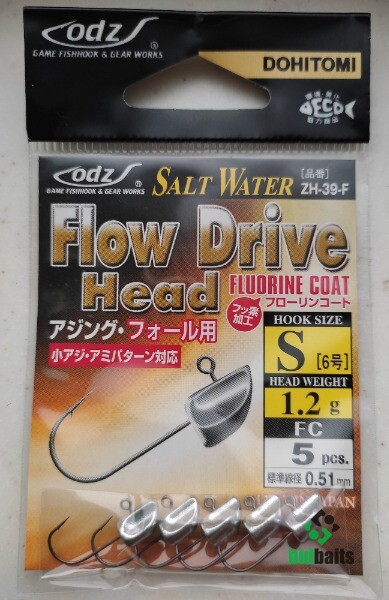 odz
GAME FISHHOOK & GEAR WORKS
DOHITOMI
ECO
odz
GAME FISHHOOK & GEAR WORKS
SALT WATER
[品番]
ZH-39-F
Flow Drive
Head
FLUORINE COAT
フッ素
加工
フローリンコート
アジング・フォール用
小アジ・アミパターン対応
HOOK SIZE
S [6号]
HEAD WEIGHT
1.2g
FC
5 pcs.
標準線径 0.51mm
JAPAN
bidbaits